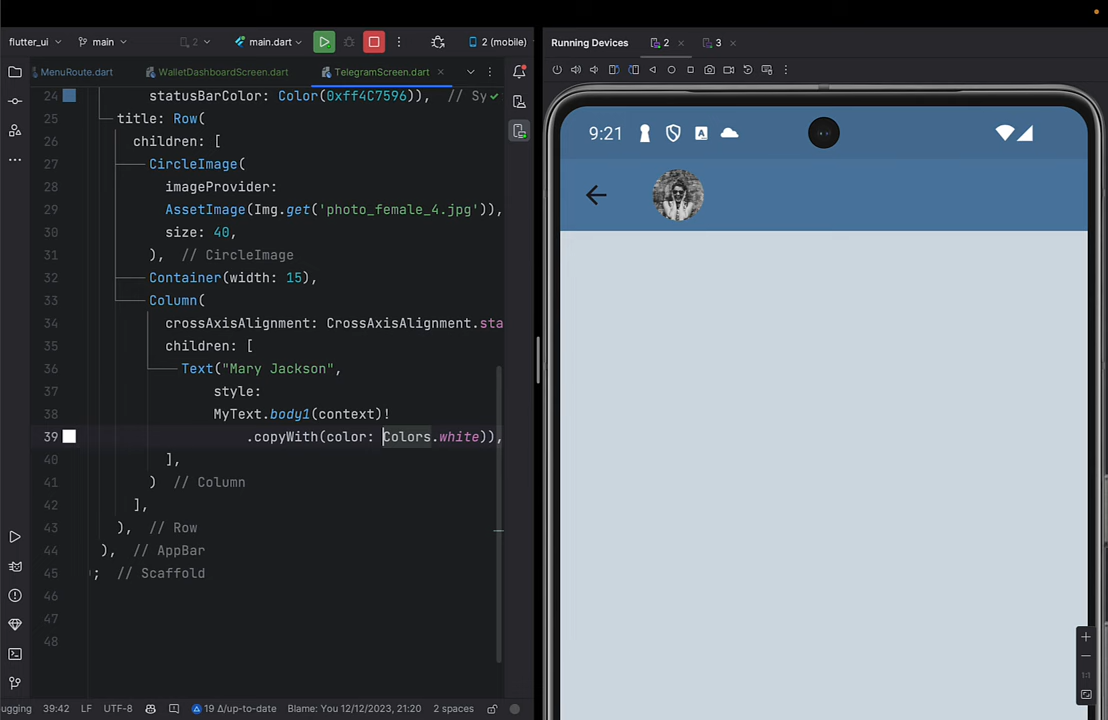 flutter_ui
main
2
main.dart
2 (mobile)
Running Devices
2
3
MenuRoute.dart
WalletDashboardScreen.dart
TelegramScreen.dart
24
statusBarColor: Color(0xff4C7596)), // Sy
25
title: Row(
26
children: [
27
CircleImage(
28
imageProvider:
29
AssetImage(Img.get('photo_female_4.jpg')),
30
size: 40,
31
), // CircleImage
32
Container(width: 15),
33
Column(
34
crossAxisAlignment: CrossAxisAlignment.sta
35
children: [
36
Text("Mary Jackson",
37
style:
38
MyText.body1(context)!
39
.copyWith(color: Colors.white)),
40
],
41
) // Column
42
],
43
), // Row
44
), // AppBar
45
; // Scaffold
46
47
48
9:21
A
1:1
ugging
39:42
LF
UTF-8
19 Δ/up-to-date
Blame: You 12/12/2023, 21:20
2 spaces